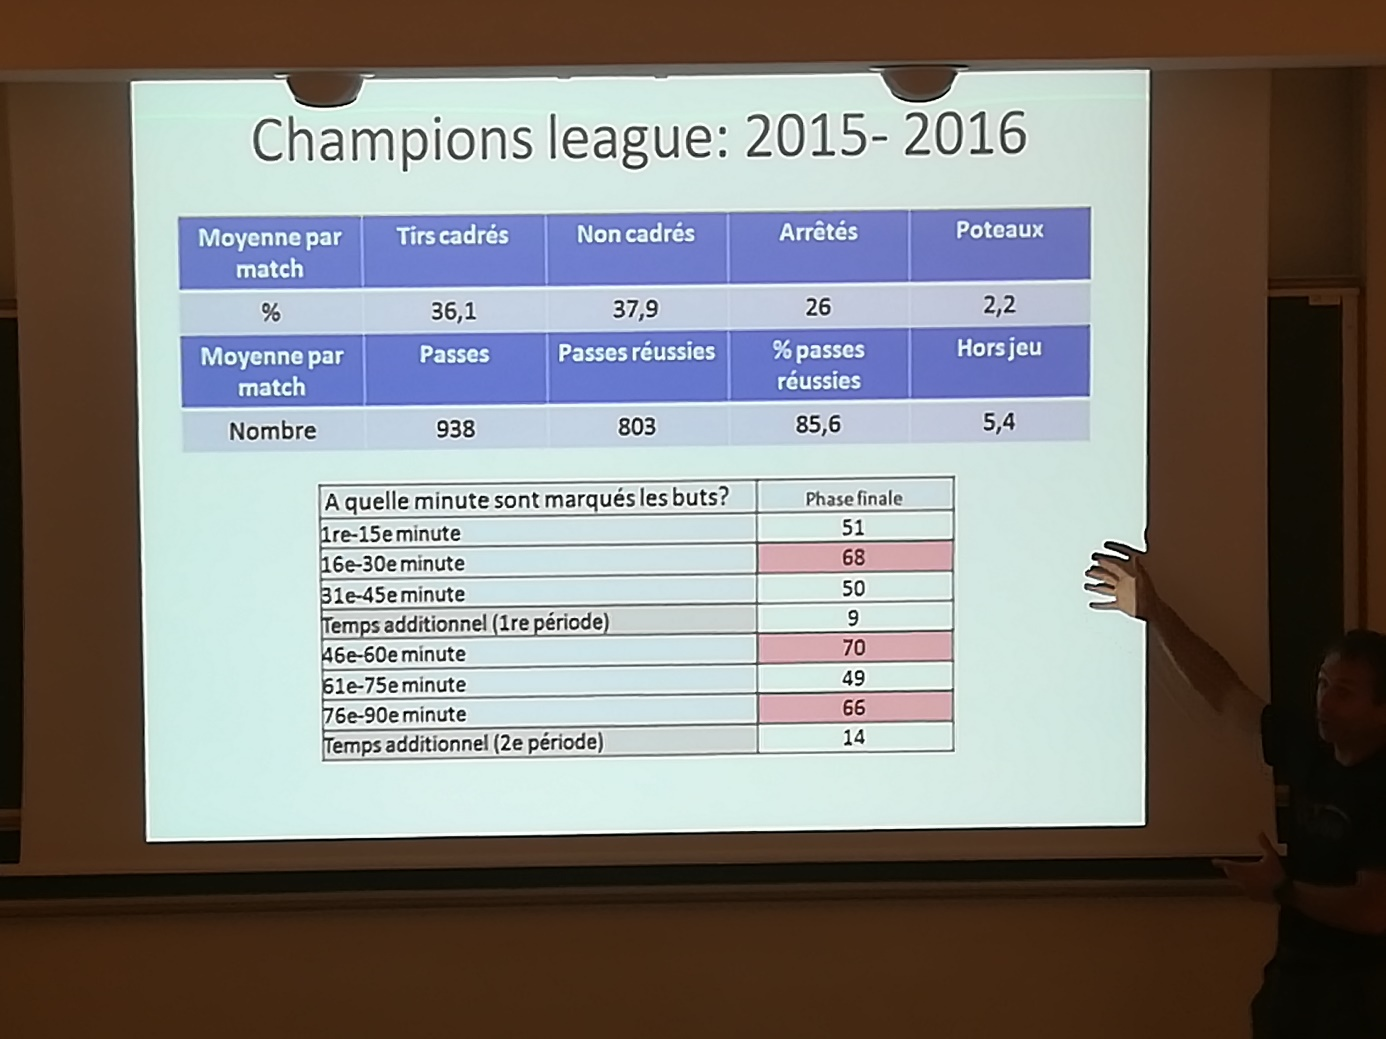 Champions league: 2015- 2016
Moyenne par match Tirs cadrés Non cadrés Arrêtés Poteaux
% 36,1 37,9 26 2,2
Moyenne par match Passes Passes réussies % passes réussies Hors jeu
Nombre 938 803 85,6 5,4
A quelle minute sont marqués les buts? Phase finale
1re-15e minute 51
16e-30e minute 68
31e-45e minute 50
Temps additionnel (1re période) 9
46e-60e minute 70
61e-75e minute 49
76e-90e minute 66
Temps additionnel (2e période) 14